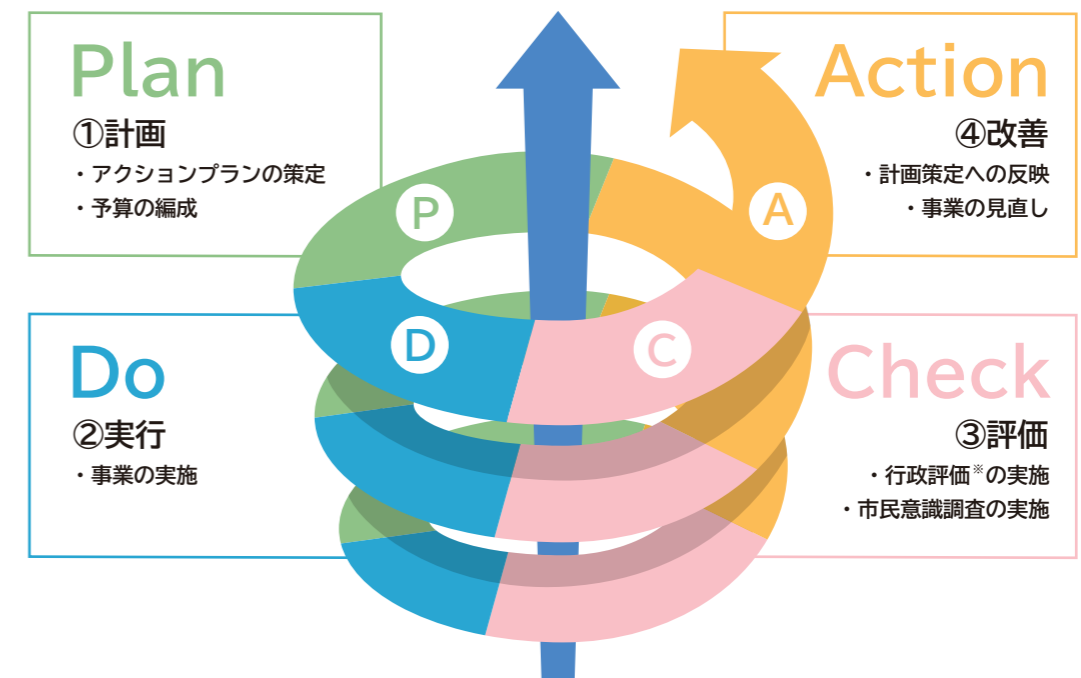 Plan
①計画
・アクションプランの策定
・予算の編成
Action
④改善
・計画策定への反映
・事業の見直し
P
A
D
C
Do
②実行
・事業の実施
Check
③評価
・行政評価※の実施
・市民意識調査の実施